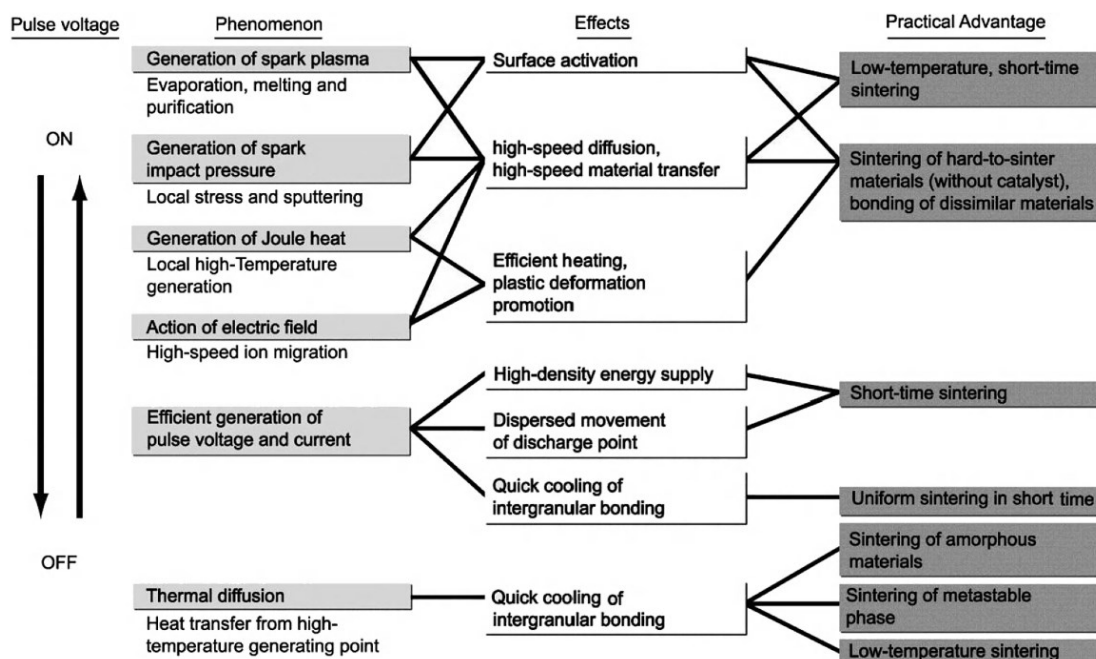 Pulse voltage
Phenomenon
Effects
Practical Advantage
Generation of spark plasma
Evaporation, melting and
purification
Surface activation
Low-temperature, short-time
sintering
ON
Generation of spark
impact pressure
Local stress and sputtering
high-speed diffusion,
high-speed material transfer
Sintering of hard-to-sinter
materials (without catalyst),
bonding of dissimilar materials
Generation of Joule heat
Local high-Temperature
generation
Efficient heating,
plastic deformation
promotion
Action of electric field
High-speed ion migration
High-density energy supply
Short-time sintering
Efficient generation of
pulse voltage and current
Dispersed movement
of discharge point
Quick cooling of
intergranular bonding
Uniform sintering in short time
OFF
Sintering of amorphous
materials
Thermal diffusion
Heat transfer from high-
temperature generating point
Quick cooling of
intergranular bonding
Sintering of metastable
phase
Low-temperature sintering